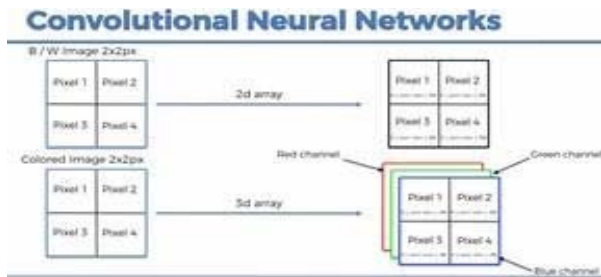 Convolutional Neural Networks
B / W Image 2x2px
Pixel 1 Pixel 2
Pixel 3 Pixel 4
2d array
Pixel 1 Pixel 2
Pixel 3 Pixel 4
Colored Image 2x2px
Pixel 1 Pixel 2
Pixel 3 Pixel 4
3d array
Red channel
Green channel
Pixel 1 Pixel 2
Pixel 3 Pixel 4
Blue channel